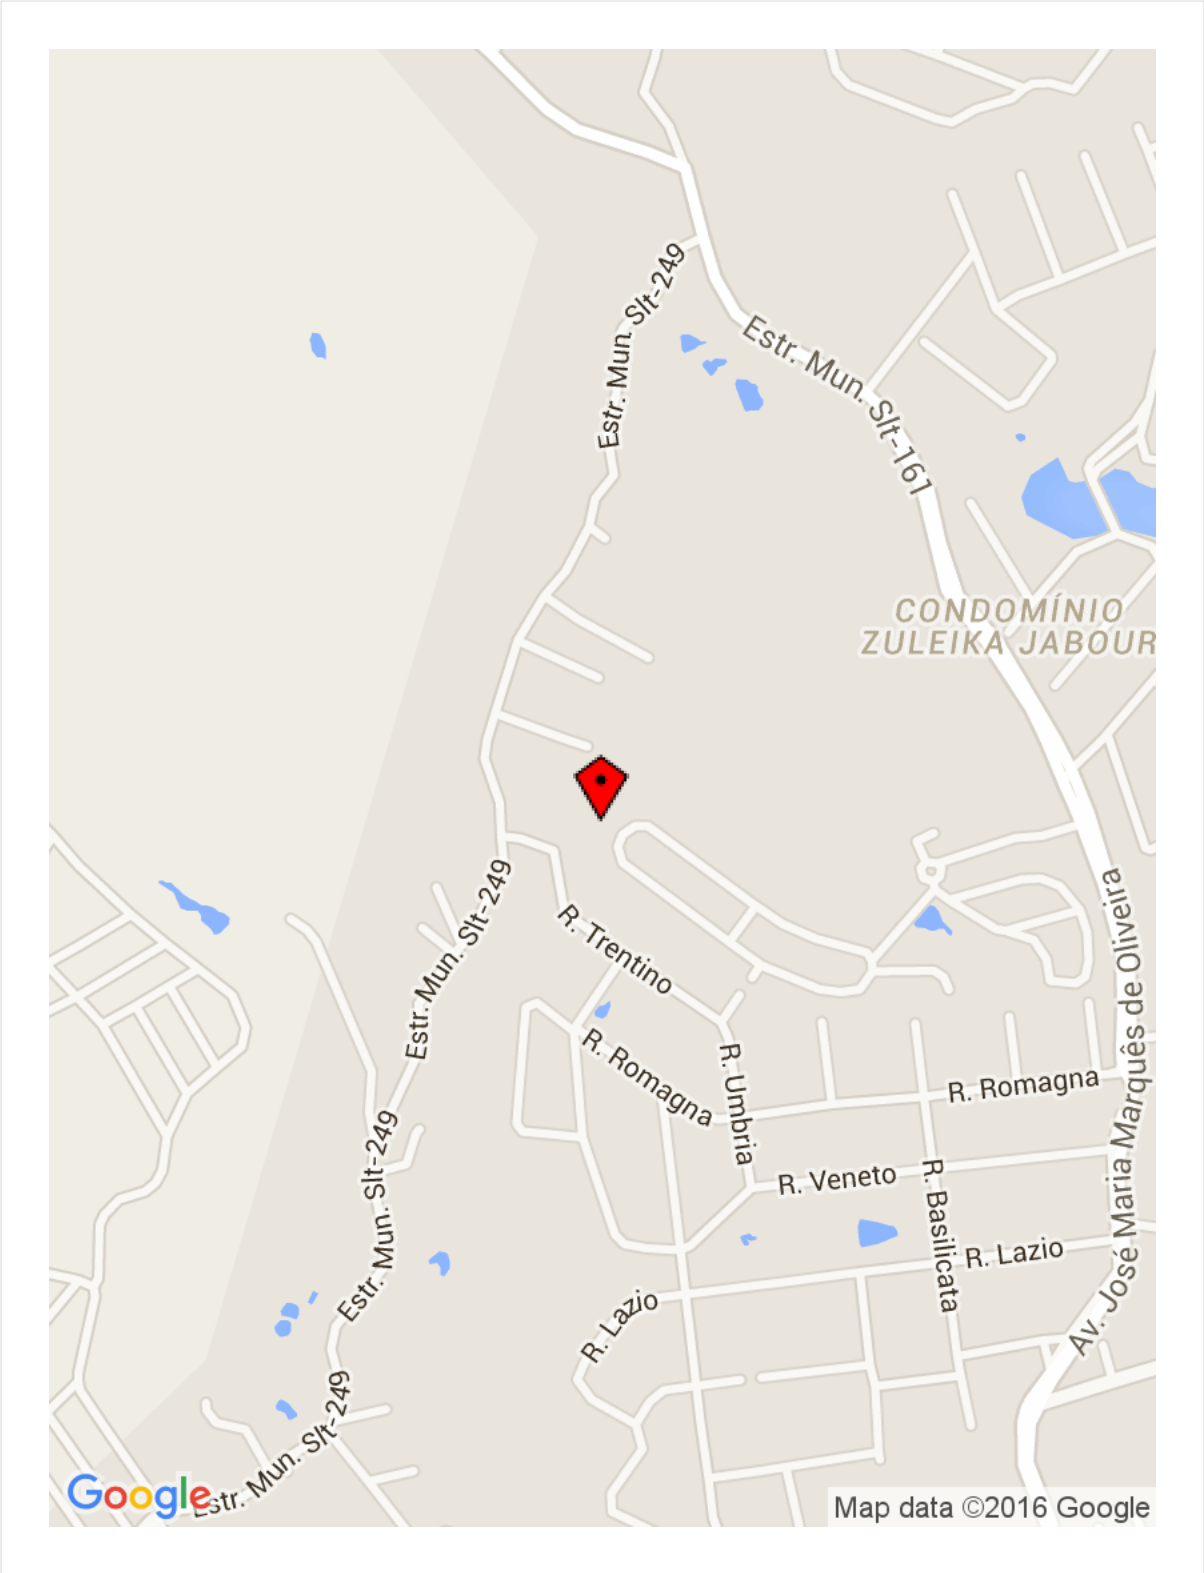 Estr. Mun. Slt-249
Estr. Mun. Slt-161
CONDOMÍNIO
ZULEIKA JABOUR
Estr. Mun. Slt-249
R. Trentino
Av. José Maria Marquês de Oliveira
R. Romagna
R. Umbria
R. Romagna
Estr. Mun. Slt-249
R. Veneto
R. Basilicata
R. Lazio
R. Lazio
Estr. Mun. Slt-249
Google
Map data ©2016 Google